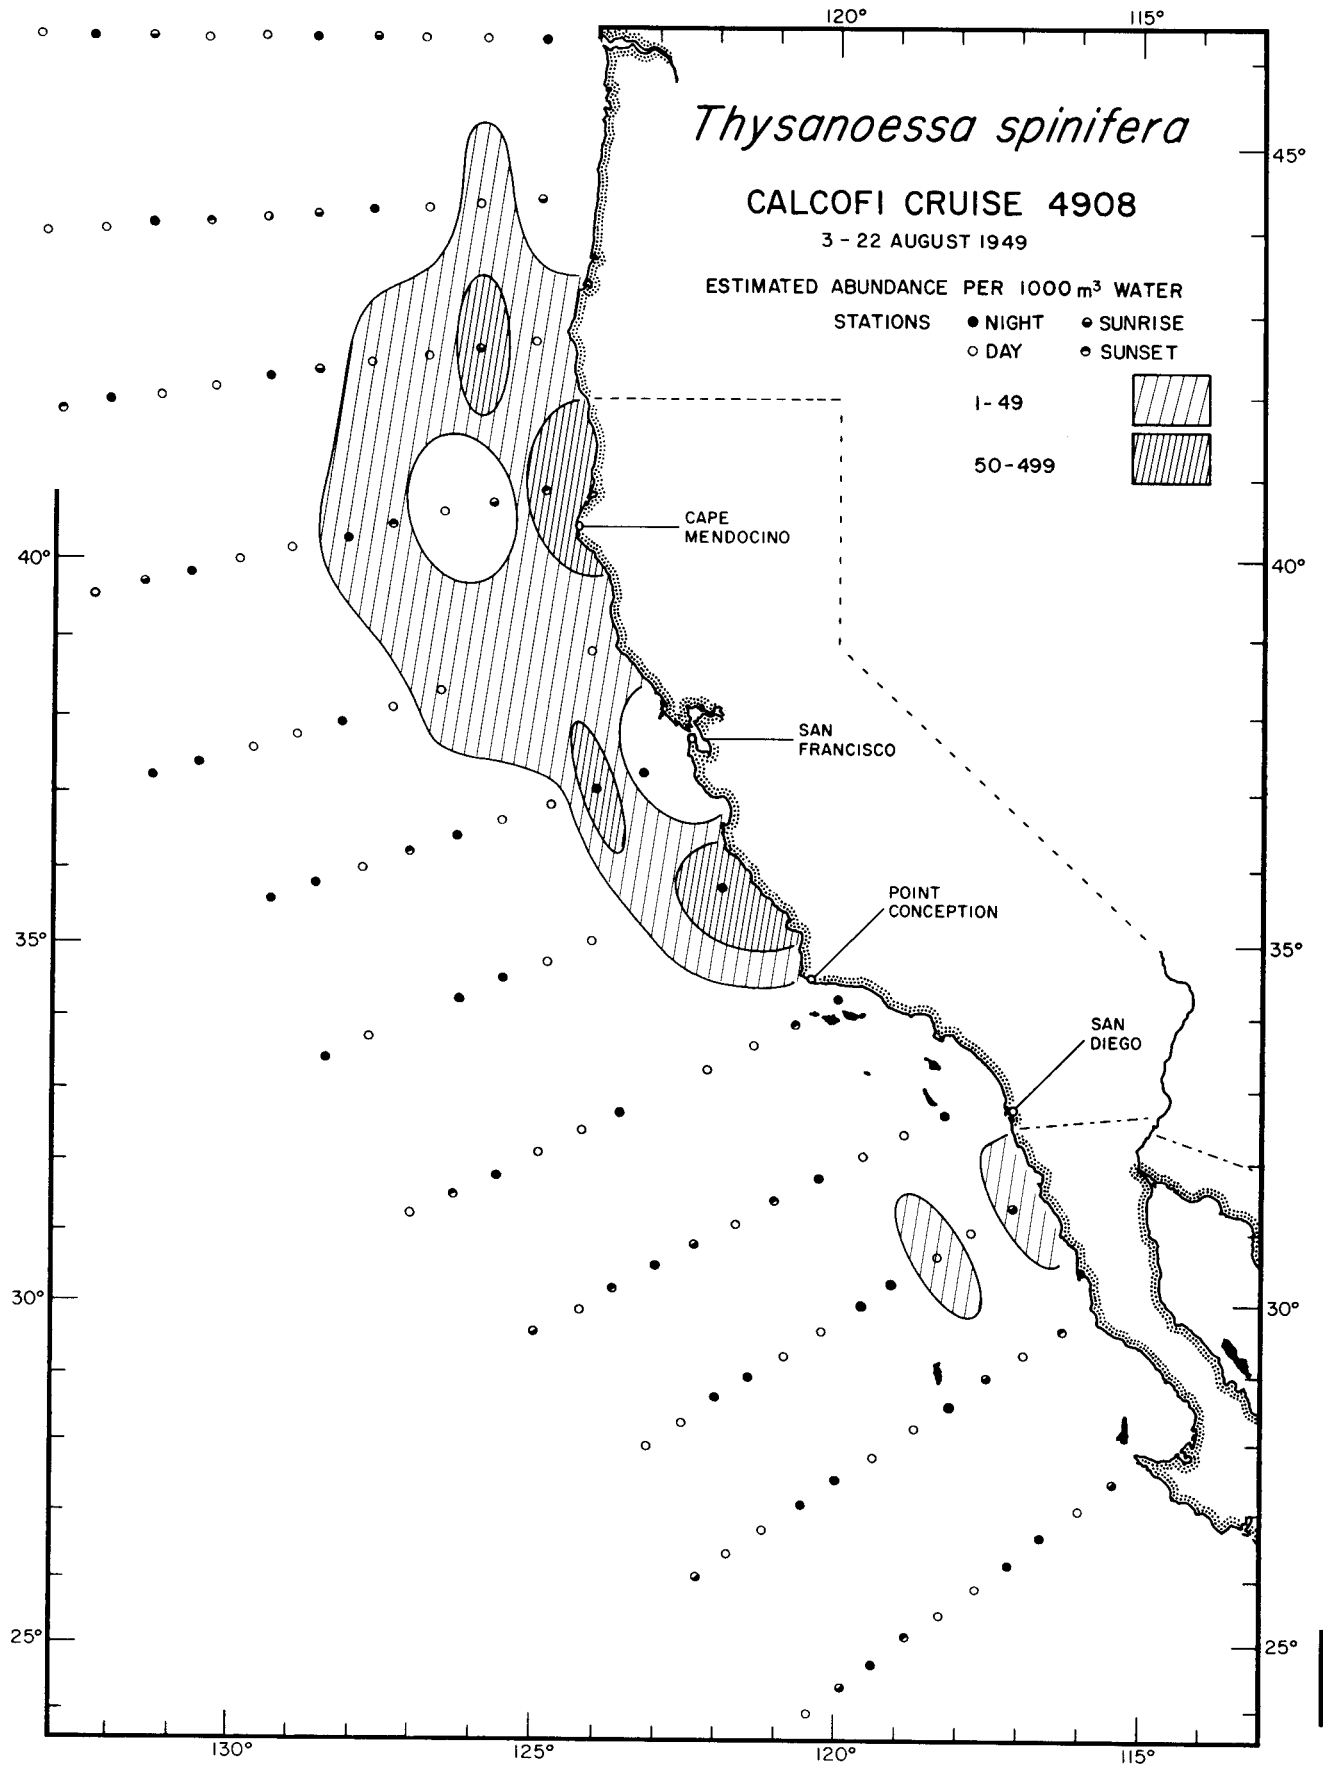 120° 115°
Thysanoessa spinifera
45°
CALCOFI CRUISE 4908
3-22 AUGUST 1949
ESTIMATED ABUNDANCE PER 1000 m³ WATER
STATIONS ● NIGHT ◒ SUNRISE
○ DAY ◓ SUNSET
1-49
50-499
CAPE
MENDOCINO
40° 40°
SAN
FRANCISCO
POINT
CONCEPTION
35° 35°
SAN
DIEGO
30° 30°
25° 25°
130° 125° 120° 115°